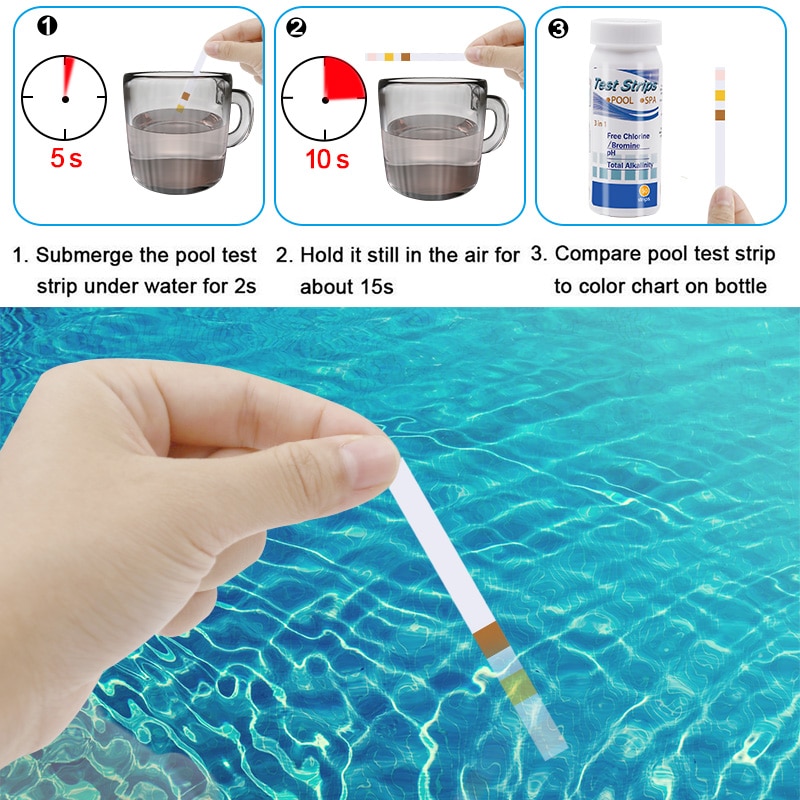 1
5 s
2
10 s
3
Test Strips
POOL SPA
3 in 1
Free Chlorine
/Bromine
pH
Total Alkalinity
strips
1. Submerge the pool test
strip under water for 2s
2. Hold it still in the air for
about 15s
3. Compare pool test strip
to color chart on bottle